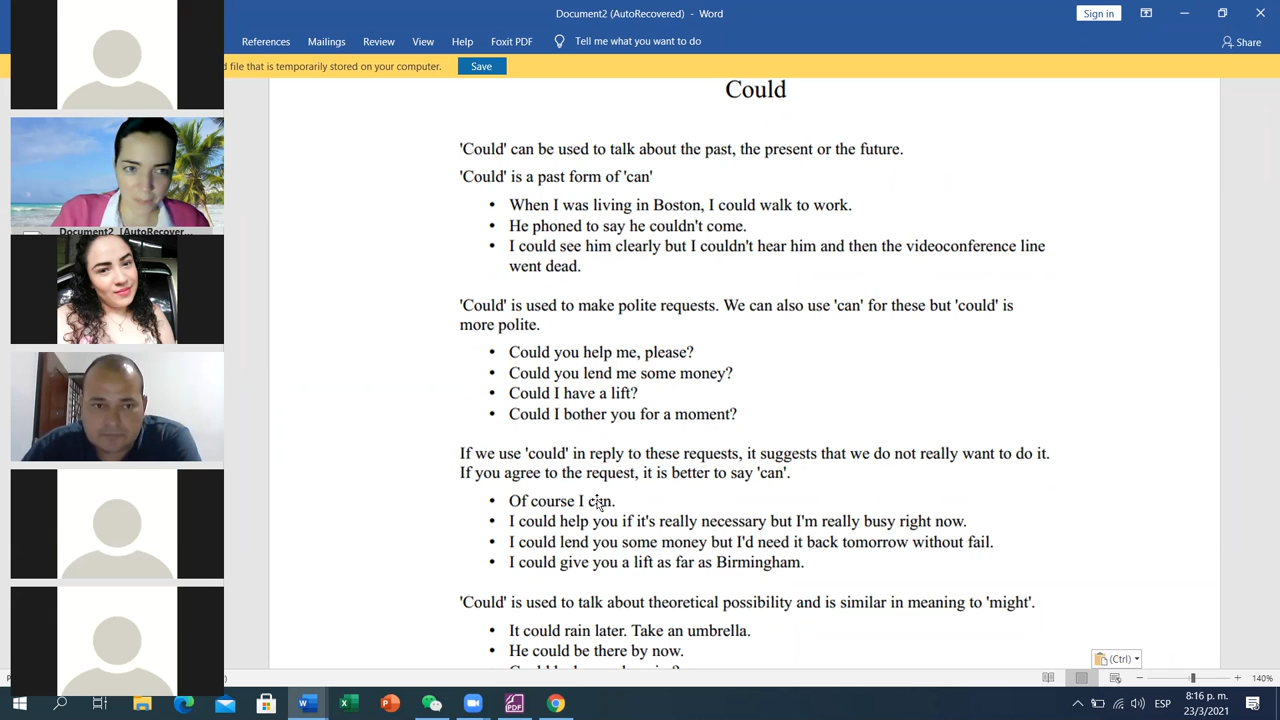 Document2 (AutoRecovered) - Word
Sign in
References Mailings Review View Help Foxit PDF Tell me what you want to do Share
file that is temporarily stored on your computer. Save
Could
'Could' can be used to talk about the past, the present or the future.
'Could' is a past form of 'can'
• When I was living in Boston, I could walk to work.
• He phoned to say he couldn't come.
• I could see him clearly but I couldn't hear him and then the videoconference line
went dead.
'Could' is used to make polite requests. We can also use 'can' for these but 'could' is
more polite.
• Could you help me, please?
• Could you lend me some money?
• Could I have a lift?
• Could I bother you for a moment?
If we use 'could' in reply to these requests, it suggests that we do not really want to do it.
If you agree to the request, it is better to say 'can'.
• Of course I can.
• I could help you if it's really necessary but I'm really busy right now.
• I could lend you some money but I'd need it back tomorrow without fail.
• I could give you a lift as far as Birmingham.
'Could' is used to talk about theoretical possibility and is similar in meaning to 'might'.
• It could rain later. Take an umbrella.
• He could be there by now.
Document2 [AutoRecover...
(Ctrl)
140%
ESP
8:16 p. m.
23/3/2021